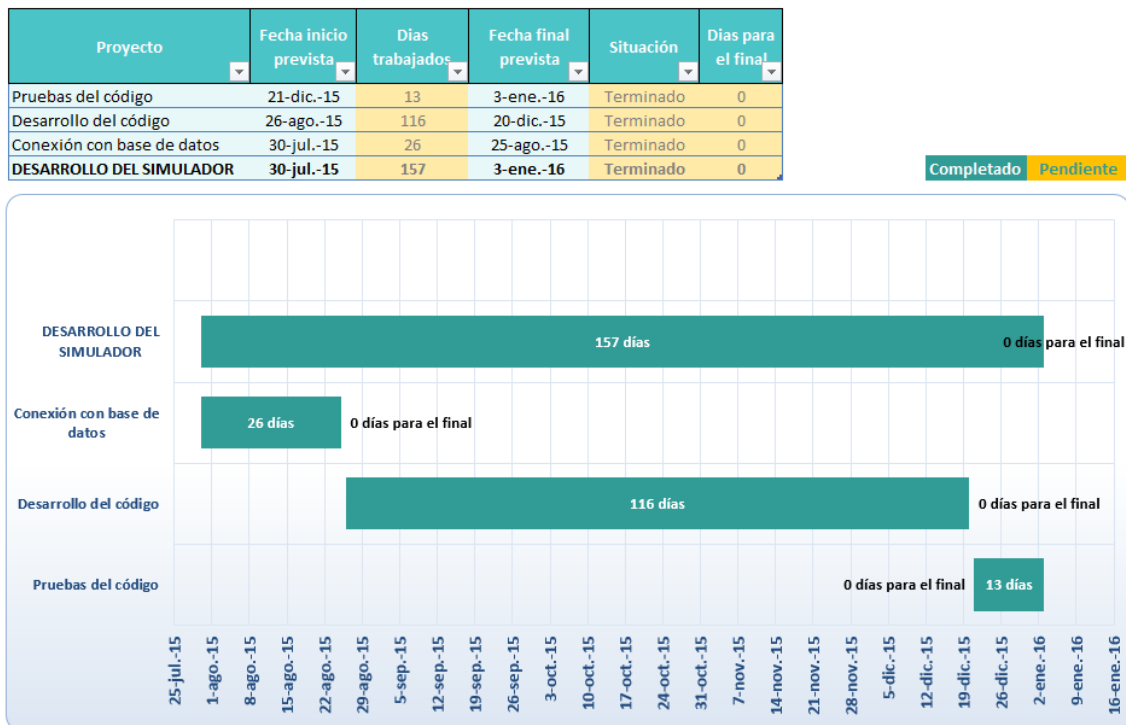 Proyecto Fecha inicio prevista Dias trabajados Fecha final prevista Situación Dias para el final
Pruebas del código 21-dic.-15 13 3-ene.-16 Terminado 0
Desarrollo del código 26-ago.-15 116 20-dic.-15 Terminado 0
Conexión con base de datos 30-jul.-15 26 25-ago.-15 Terminado 0
DESARROLLO DEL SIMULADOR 30-jul.-15 157 3-ene.-16 Terminado 0
Completado Pendiente
DESARROLLO DEL SIMULADOR 157 días 0 días para el final
Conexión con base de datos 26 días 0 días para el final
Desarrollo del código 116 días 0 días para el final
Pruebas del código 0 días para el final 13 días
25-jul.-15 1-ago.-15 8-ago.-15 15-ago.-15 22-ago.-15 29-ago.-15 5-sep.-15 12-sep.-15 19-sep.-15 26-sep.-15 3-oct.-15 10-oct.-15 17-oct.-15 24-oct.-15 31-oct.-15 7-nov.-15 14-nov.-15 21-nov.-15 28-nov.-15 5-dic.-15 12-dic.-15 19-dic.-15 26-dic.-15 2-ene.-16 9-ene.-16 16-ene.-16